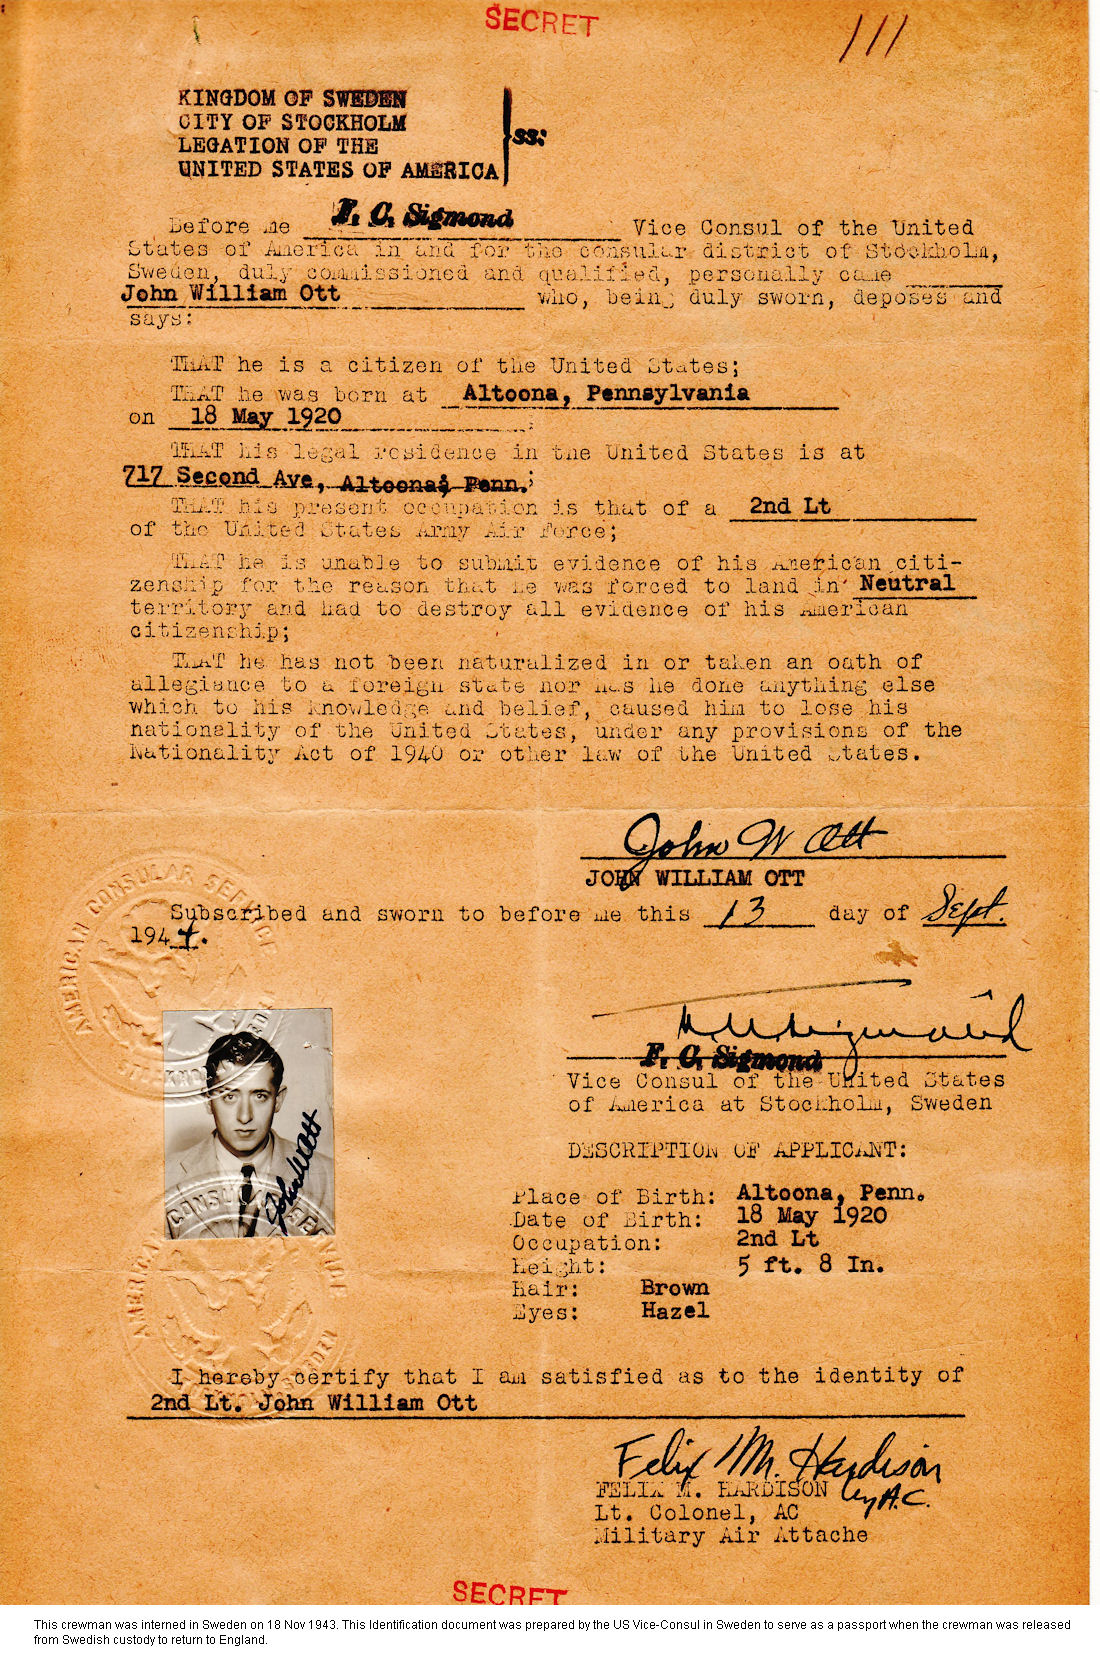 SECRET
111
KINGDOM OF SWEDEN
CITY OF STOCKHOLM
LEGATION OF THE
UNITED STATES OF AMERICA
ss:
F. C. Sigmond
Before me Vice Consul of the United
States of America in and for the consular district of Stockholm,
Sweden, duly commissioned and qualified, personally came
John William Ott who, being duly sworn, deposes and
says:
THAT he is a citizen of the United States;
THAT he was born at Altoona, Pennsylvania
on 18 May 1920 ;
THAT his legal residence in the United States is at
717 Second Ave, Altoona, Penn.;
THAT his present occupation is that of a 2nd Lt
of the United States Army Air Force;
THAT he is unable to submit evidence of his American citi-
zenship for the reason that he was forced to land in Neutral
territory and had to destroy all evidence of his American
citizenship;
THAT he has not been naturalized in or taken an oath of
allegiance to a foreign state nor has he done anything else
which to his knowledge and belief, caused him to lose his
nationality of the United States, under any provisions of the
Nationality Act of 1940 or other law of the United States.
John W Ott
JOHN WILLIAM OTT
Subscribed and sworn to before me this 13 day of Sept.
1944.
AMERICAN CONSULAR SERVICE
F. C. Sigmond
Vice Consul of the United States
of America at Stockholm, Sweden
John W Ott
DESCRIPTION OF APPLICANT:
Place of Birth: Altoona, Penn.
Date of Birth: 18 May 1920
Occupation: 2nd Lt
Height: 5 ft. 8 In.
Hair: Brown
Eyes: Hazel
I hereby certify that I am satisfied as to the identity of
2nd Lt. John William Ott
Felix M. Hardison
FELIX M. HARDISON
Lt. Colonel, AC
Military Air Attache
SECRET
This crewman was interned in Sweden on 18 Nov 1943. This Identification document was prepared by the US Vice-Consul in Sweden to serve as a passport when the crewman was released
from Swedish custody to return to England.